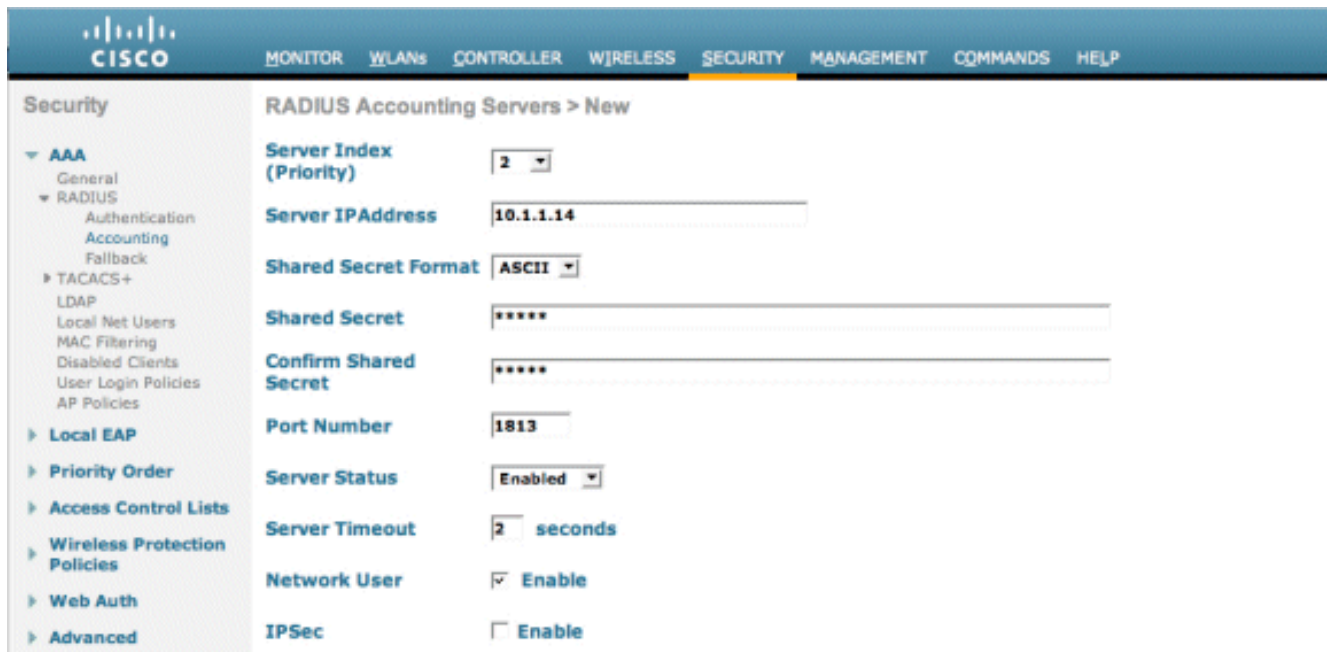 CISCO
MONITOR WLANs CONTROLLER WIRELESS SECURITY MANAGEMENT COMMANDS HELP
Security
AAA
General
RADIUS
Authentication
Accounting
Fallback
TACACS+
LDAP
Local Net Users
MAC Filtering
Disabled Clients
User Login Policies
AP Policies
Local EAP
Priority Order
Access Control Lists
Wireless Protection
Policies
Web Auth
Advanced
RADIUS Accounting Servers > New
Server Index
(Priority) 2
Server IPAddress 10.1.1.14
Shared Secret Format ASCII
Shared Secret *****
Confirm Shared
Secret *****
Port Number 1813
Server Status Enabled
Server Timeout 2 seconds
Network User Enable
IPSec Enable